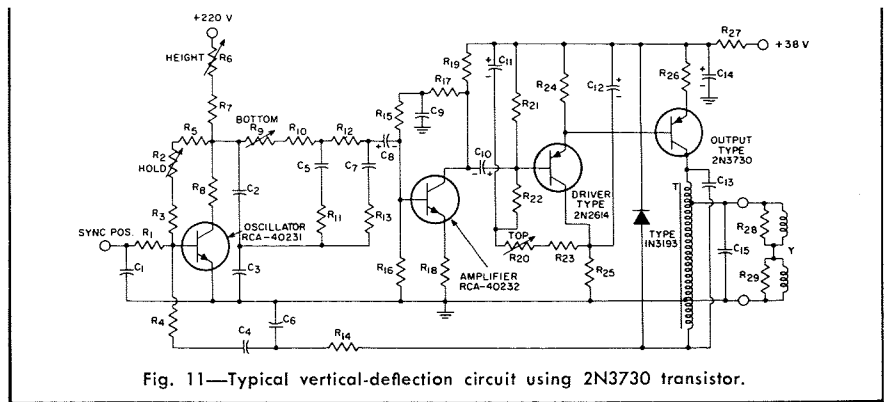 +220 V
HEIGHT
R6
R7
R5
R2
HOLD
R3
R8
SYNC POS.
R1
C1
R4
OSCILLATOR
RCA-40231
C2
C3
BOTTOM
R9
R10
R12
C5
C7
R11
R13
C8
R15
R17
C9
R19
C4
C6
R14
R16
R18
AMPLIFIER
RCA-40232
C10
C11
R21
R22
TOP
R20
R23
R24
R25
C12
DRIVER
TYPE
2N2614
TYPE
1N3193
R26
C14
R27
+38 V
OUTPUT
TYPE
2N3730
C13
T
C15
R28
R29
Y
Fig. 11—Typical vertical-deflection circuit using 2N3730 transistor.